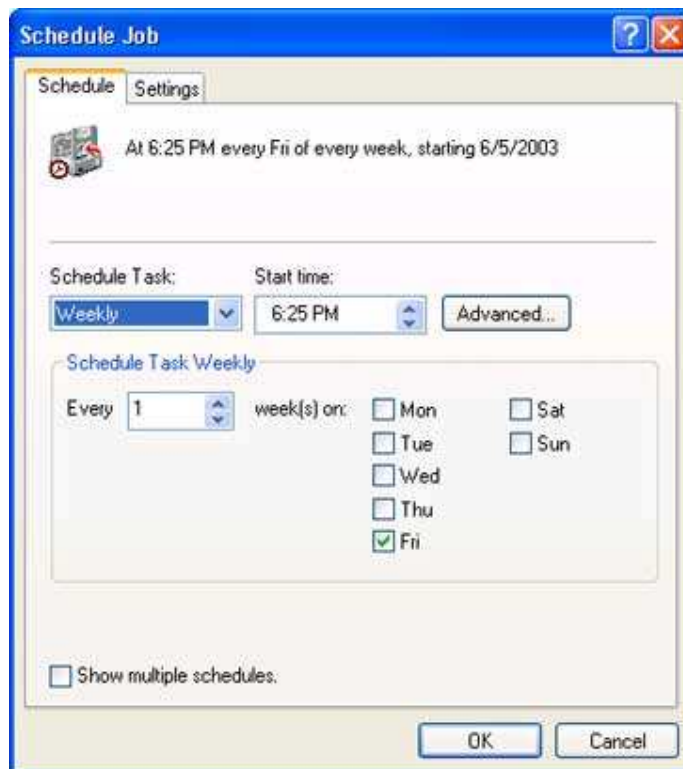 Schedule Job
Schedule Settings
At 6:25 PM every Fri of every week, starting 6/5/2003
Schedule Task: Start time:
Weekly 6:25 PM Advanced...
Schedule Task Weekly
Every 1 week(s) on: Mon Sat
Tue Sun
Wed
Thu
Fri
Show multiple schedules.
OK Cancel